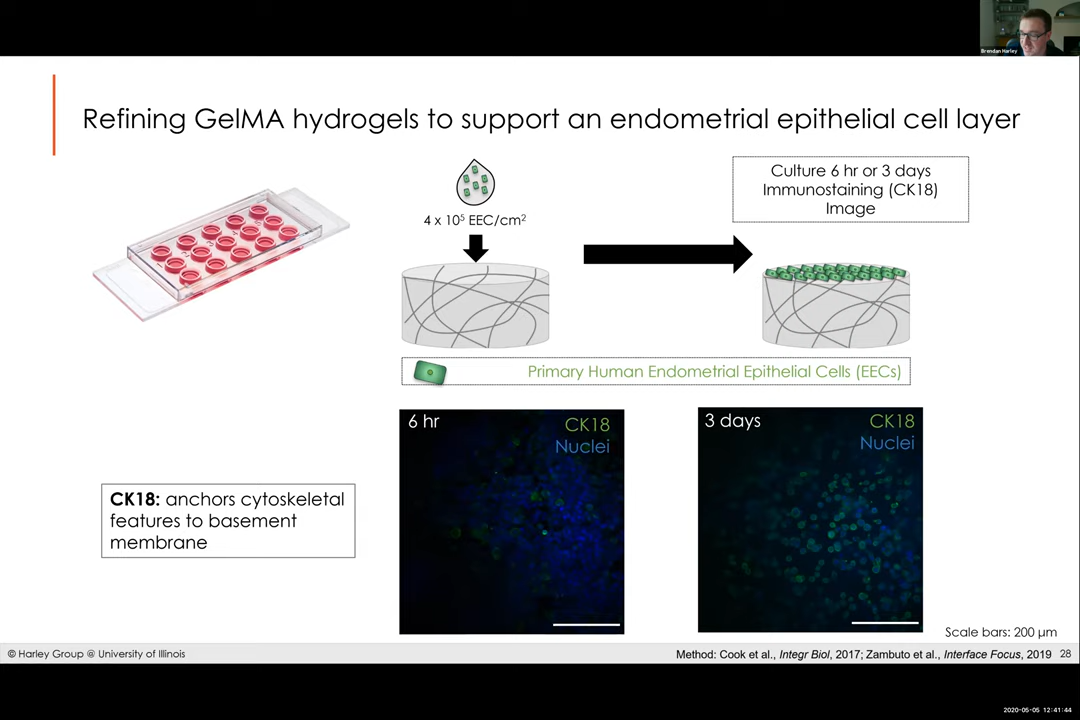 Brendan Harley
Refining GelMA hydrogels to support an endometrial epithelial cell layer
4 x 10⁵ EEC/cm²
Culture 6 hr or 3 days
Immunostaining (CK18)
Image
Primary Human Endometrial Epithelial Cells (EECs)
6 hr
CK18
Nuclei
3 days
CK18
Nuclei
CK18: anchors cytoskeletal
features to basement
membrane
Scale bars: 200 µm
© Harley Group @ University of Illinois
Method: Cook et al., Integr Biol, 2017; Zambuto et al., Interface Focus, 2019
28
2020-05-05 12:41:44